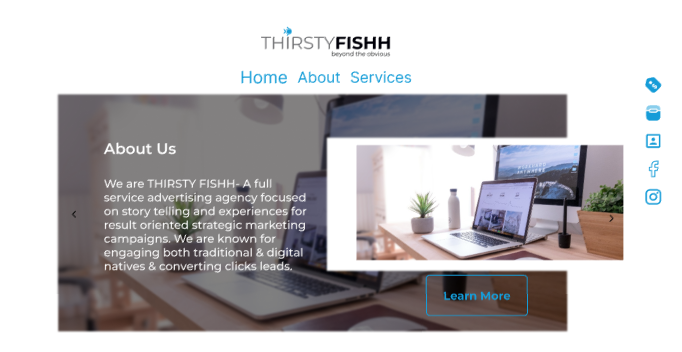 THIRSTYFISHH
beyond the obvious
Home About Services
About Us
We are THIRSTY FISHH- A full
service advertising agency focused
on story telling and experiences for
result oriented strategic marketing
campaigns. We are known for
engaging both traditional & digital
natives & converting clicks leads.
Learn More